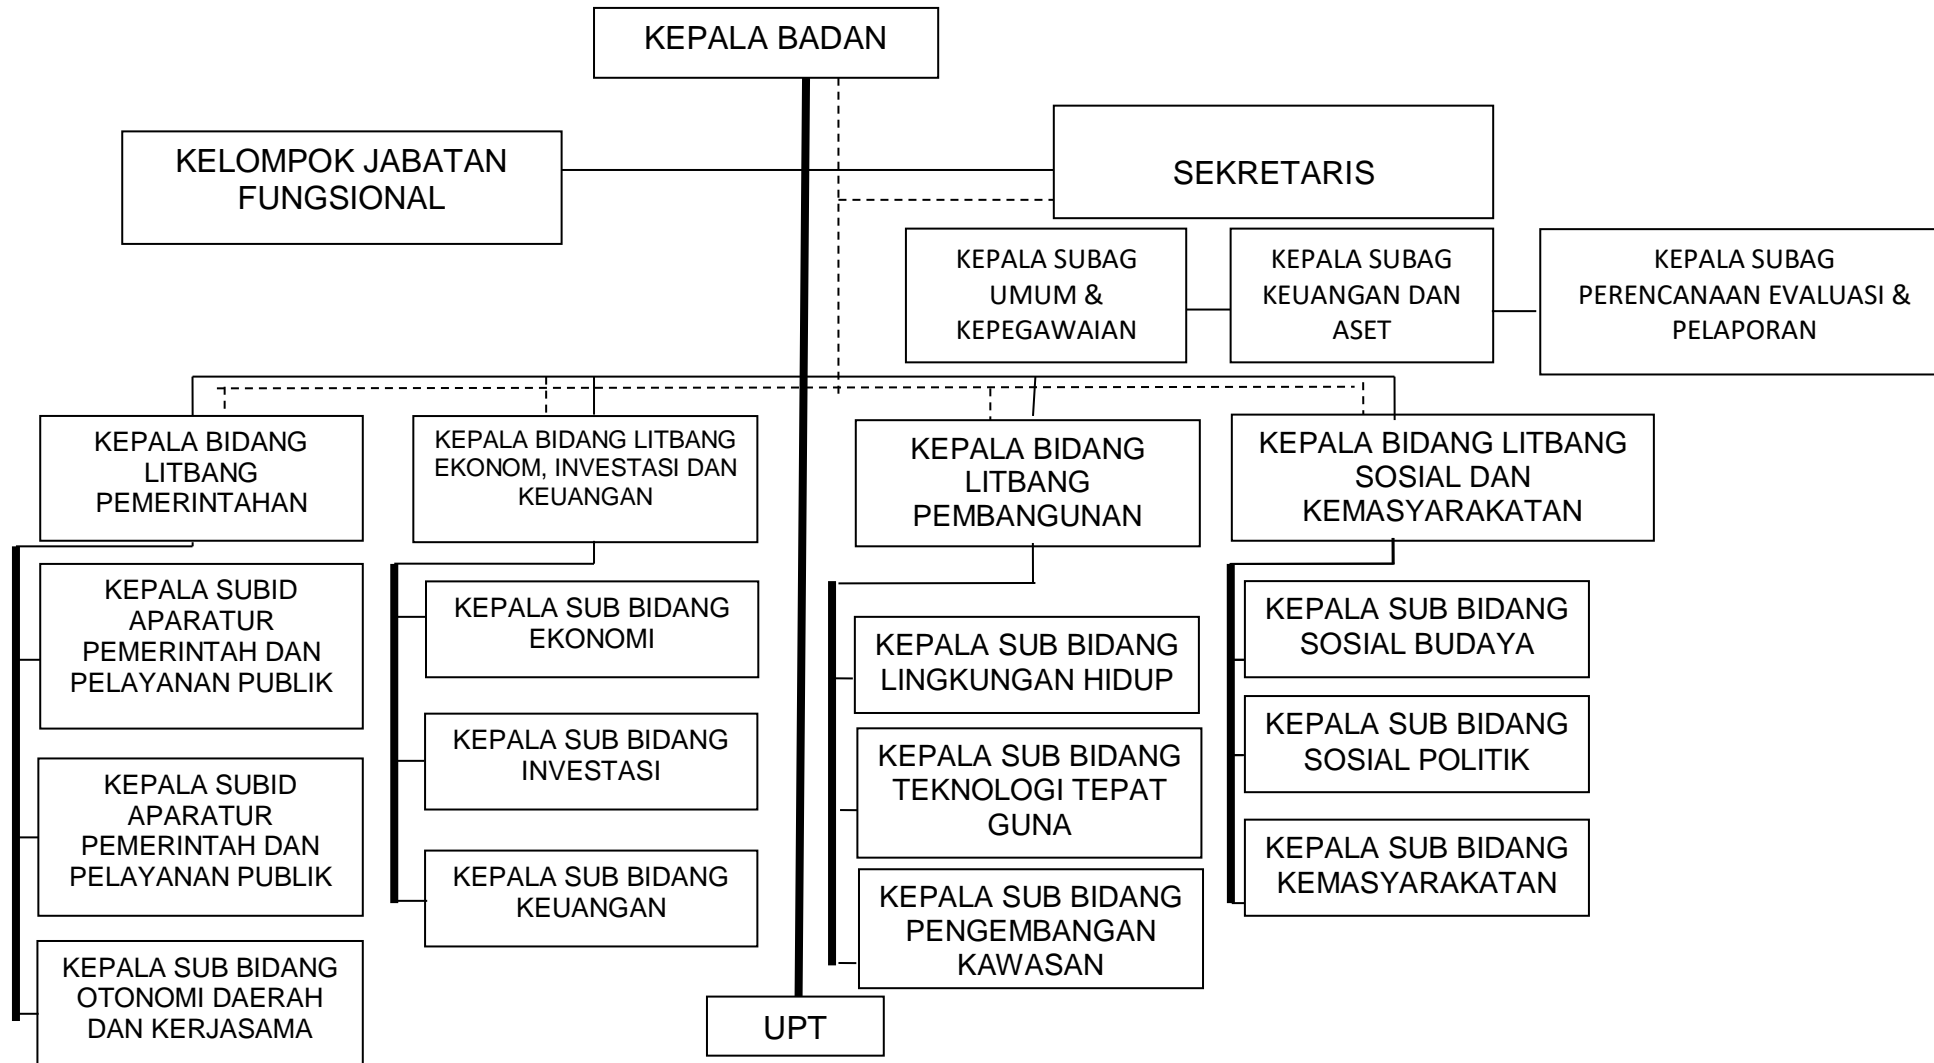 KEPALA BADAN
KELOMPOK JABATAN
FUNGSIONAL
SEKRETARIS
KEPALA SUBAG
UMUM &
KEPEGAWAIAN
KEPALA SUBAG
KEUANGAN DAN
ASET
KEPALA SUBAG
PERENCANAAN EVALUASI &
PELAPORAN
KEPALA BIDANG
LITBANG
PEMERINTAHAN
KEPALA BIDANG LITBANG
EKONOM, INVESTASI DAN
KEUANGAN
KEPALA BIDANG
LITBANG
PEMBANGUNAN
KEPALA BIDANG LITBANG
SOSIAL DAN
KEMASYARAKATAN
KEPALA SUBID
APARATUR
PEMERINTAH DAN
PELAYANAN PUBLIK
KEPALA SUBID
APARATUR
PEMERINTAH DAN
PELAYANAN PUBLIK
KEPALA SUB BIDANG
OTONOMI DAERAH
DAN KERJASAMA
KEPALA SUB BIDANG
EKONOMI
KEPALA SUB BIDANG
INVESTASI
KEPALA SUB BIDANG
KEUANGAN
KEPALA SUB BIDANG
LINGKUNGAN HIDUP
KEPALA SUB BIDANG
TEKNOLOGI TEPAT
GUNA
KEPALA SUB BIDANG
PENGEMBANGAN
KAWASAN
KEPALA SUB BIDANG
SOSIAL BUDAYA
KEPALA SUB BIDANG
SOSIAL POLITIK
KEPALA SUB BIDANG
KEMASYARAKATAN
UPT